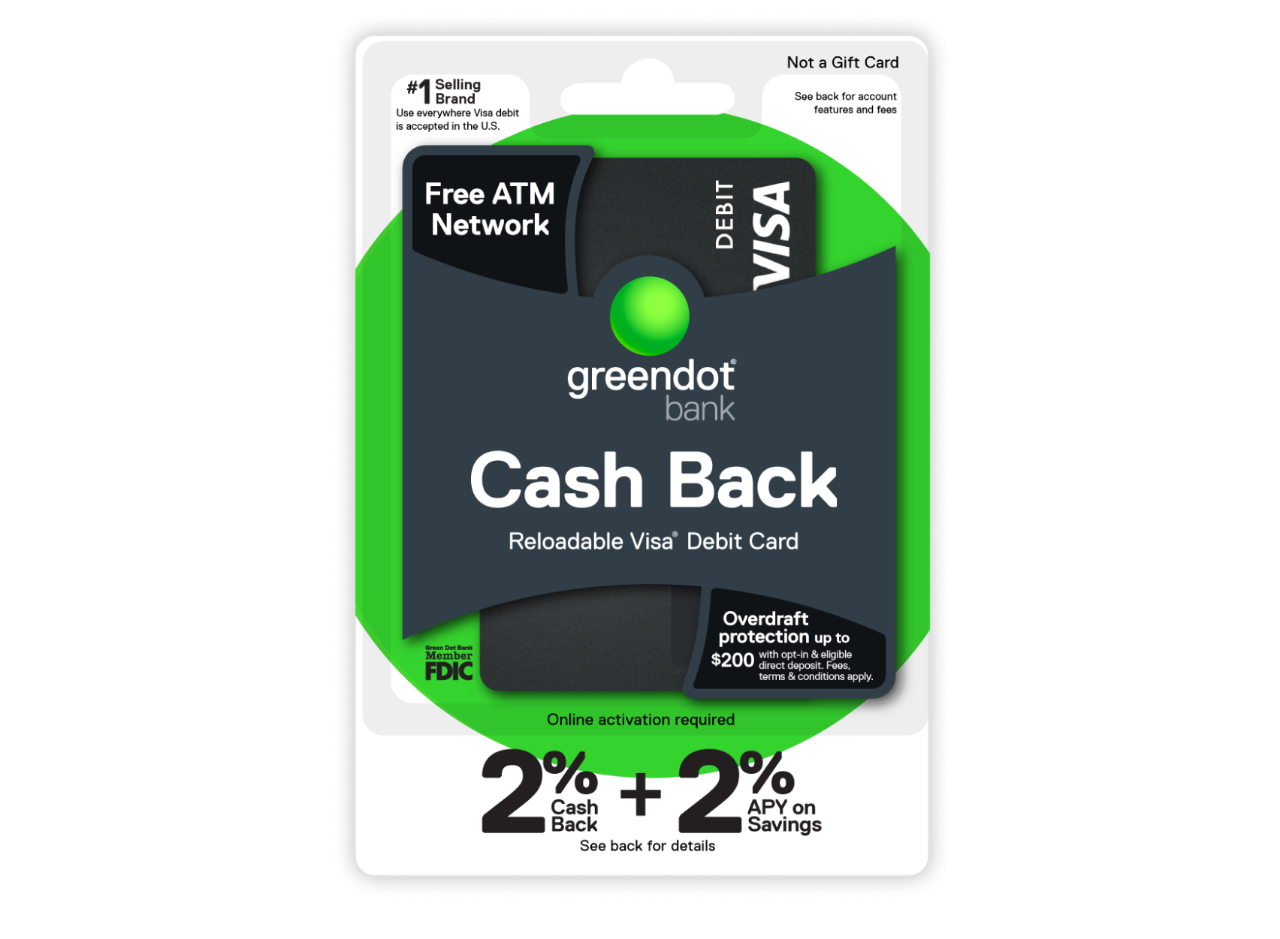 Not a Gift Card
#1 Selling
Brand
Use everywhere Visa debit
is accepted in the U.S.
See back for account
features and fees
Free ATM
Network
DEBIT
VISA
greendot®
bank
Cash Back
Reloadable Visa® Debit Card
Overdraft
protection up to
$200 with opt-in & eligible
direct deposit. Fees,
terms & conditions apply.
Green Dot Bank
Member
FDIC
Online activation required
2% Cash Back + 2% APY on Savings
See back for details